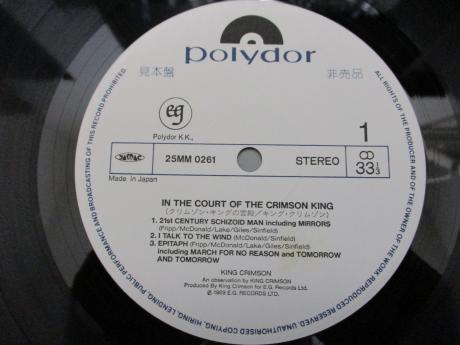 polydor
見本盤
非売品
eg
Polydor K.K.,
1
JASRAC
25MM 0261
STEREO
33 1/3
Made in Japan
IN THE COURT OF THE CRIMSON KING
(クリムゾン・キングの宮殿/キング・クリムゾン)
1. 21st CENTURY SCHIZOID MAN including MIRRORS
(Fripp/McDonald/Lake/Giles/Sinfield)
2. I TALK TO THE WIND (McDonald/Sinfield)
3. EPITAPH (Fripp/McDonald/Lake/Giles/Sinfield)
including MARCH FOR NO REASON and TOMORROW
AND TOMORROW
KING CRIMSON
An observation by KING CRIMSON
Produced By King Crimson for E.G. Records Ltd.
℗ 1969 E.G. RECORDS LTD.
ALL RIGHTS OF THE PRODUCER AND OF THE OWNER OF THE WORK REPRODUCED RESERVED. UNAUTHORISED COPYING, HIRING, LENDING, PUBLIC PERFORMANCE AND BROADCASTING OF THIS RECORD PROHIBITED.